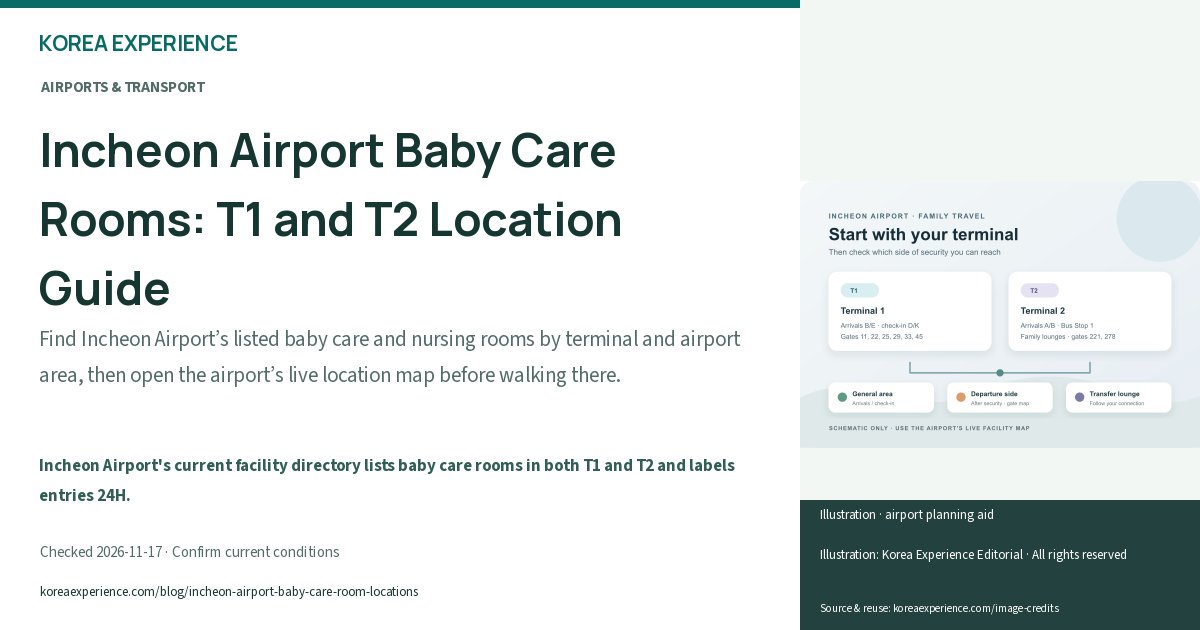 KOREA EXPERIENCE
AIRPORTS & TRANSPORT
Incheon Airport Baby Care
Rooms: T1 and T2 Location
Guide
Find Incheon Airport’s listed baby care and nursing rooms by terminal and airport
area, then open the airport’s live location map before walking there.
Incheon Airport's current facility directory lists baby care rooms in both T1 and T2 and labels
entries 24H.
Checked 2026-11-17 · Confirm current conditions
koreaexperience.com/blog/incheon-airport-baby-care-room-locations
INCHEON AIRPORT · FAMILY TRAVEL
Start with your terminal
Then check which side of security you can reach
T1
Terminal 1
Arrivals B/E · check-in D/K
Gates 11, 22, 25, 29, 33, 45
T2
Terminal 2
Arrivals A/B · Bus Stop 1
Family lounges · gates 221, 278
General area
Arrivals / check-in
Departure side
After security · gate map
Transfer lounge
Follow your connection
SCHEMATIC ONLY · USE THE AIRPORT'S LIVE FACILITY MAP
Illustration · airport planning aid
Illustration: Korea Experience Editorial · All rights reserved
Source & reuse: koreaexperience.com/image-credits